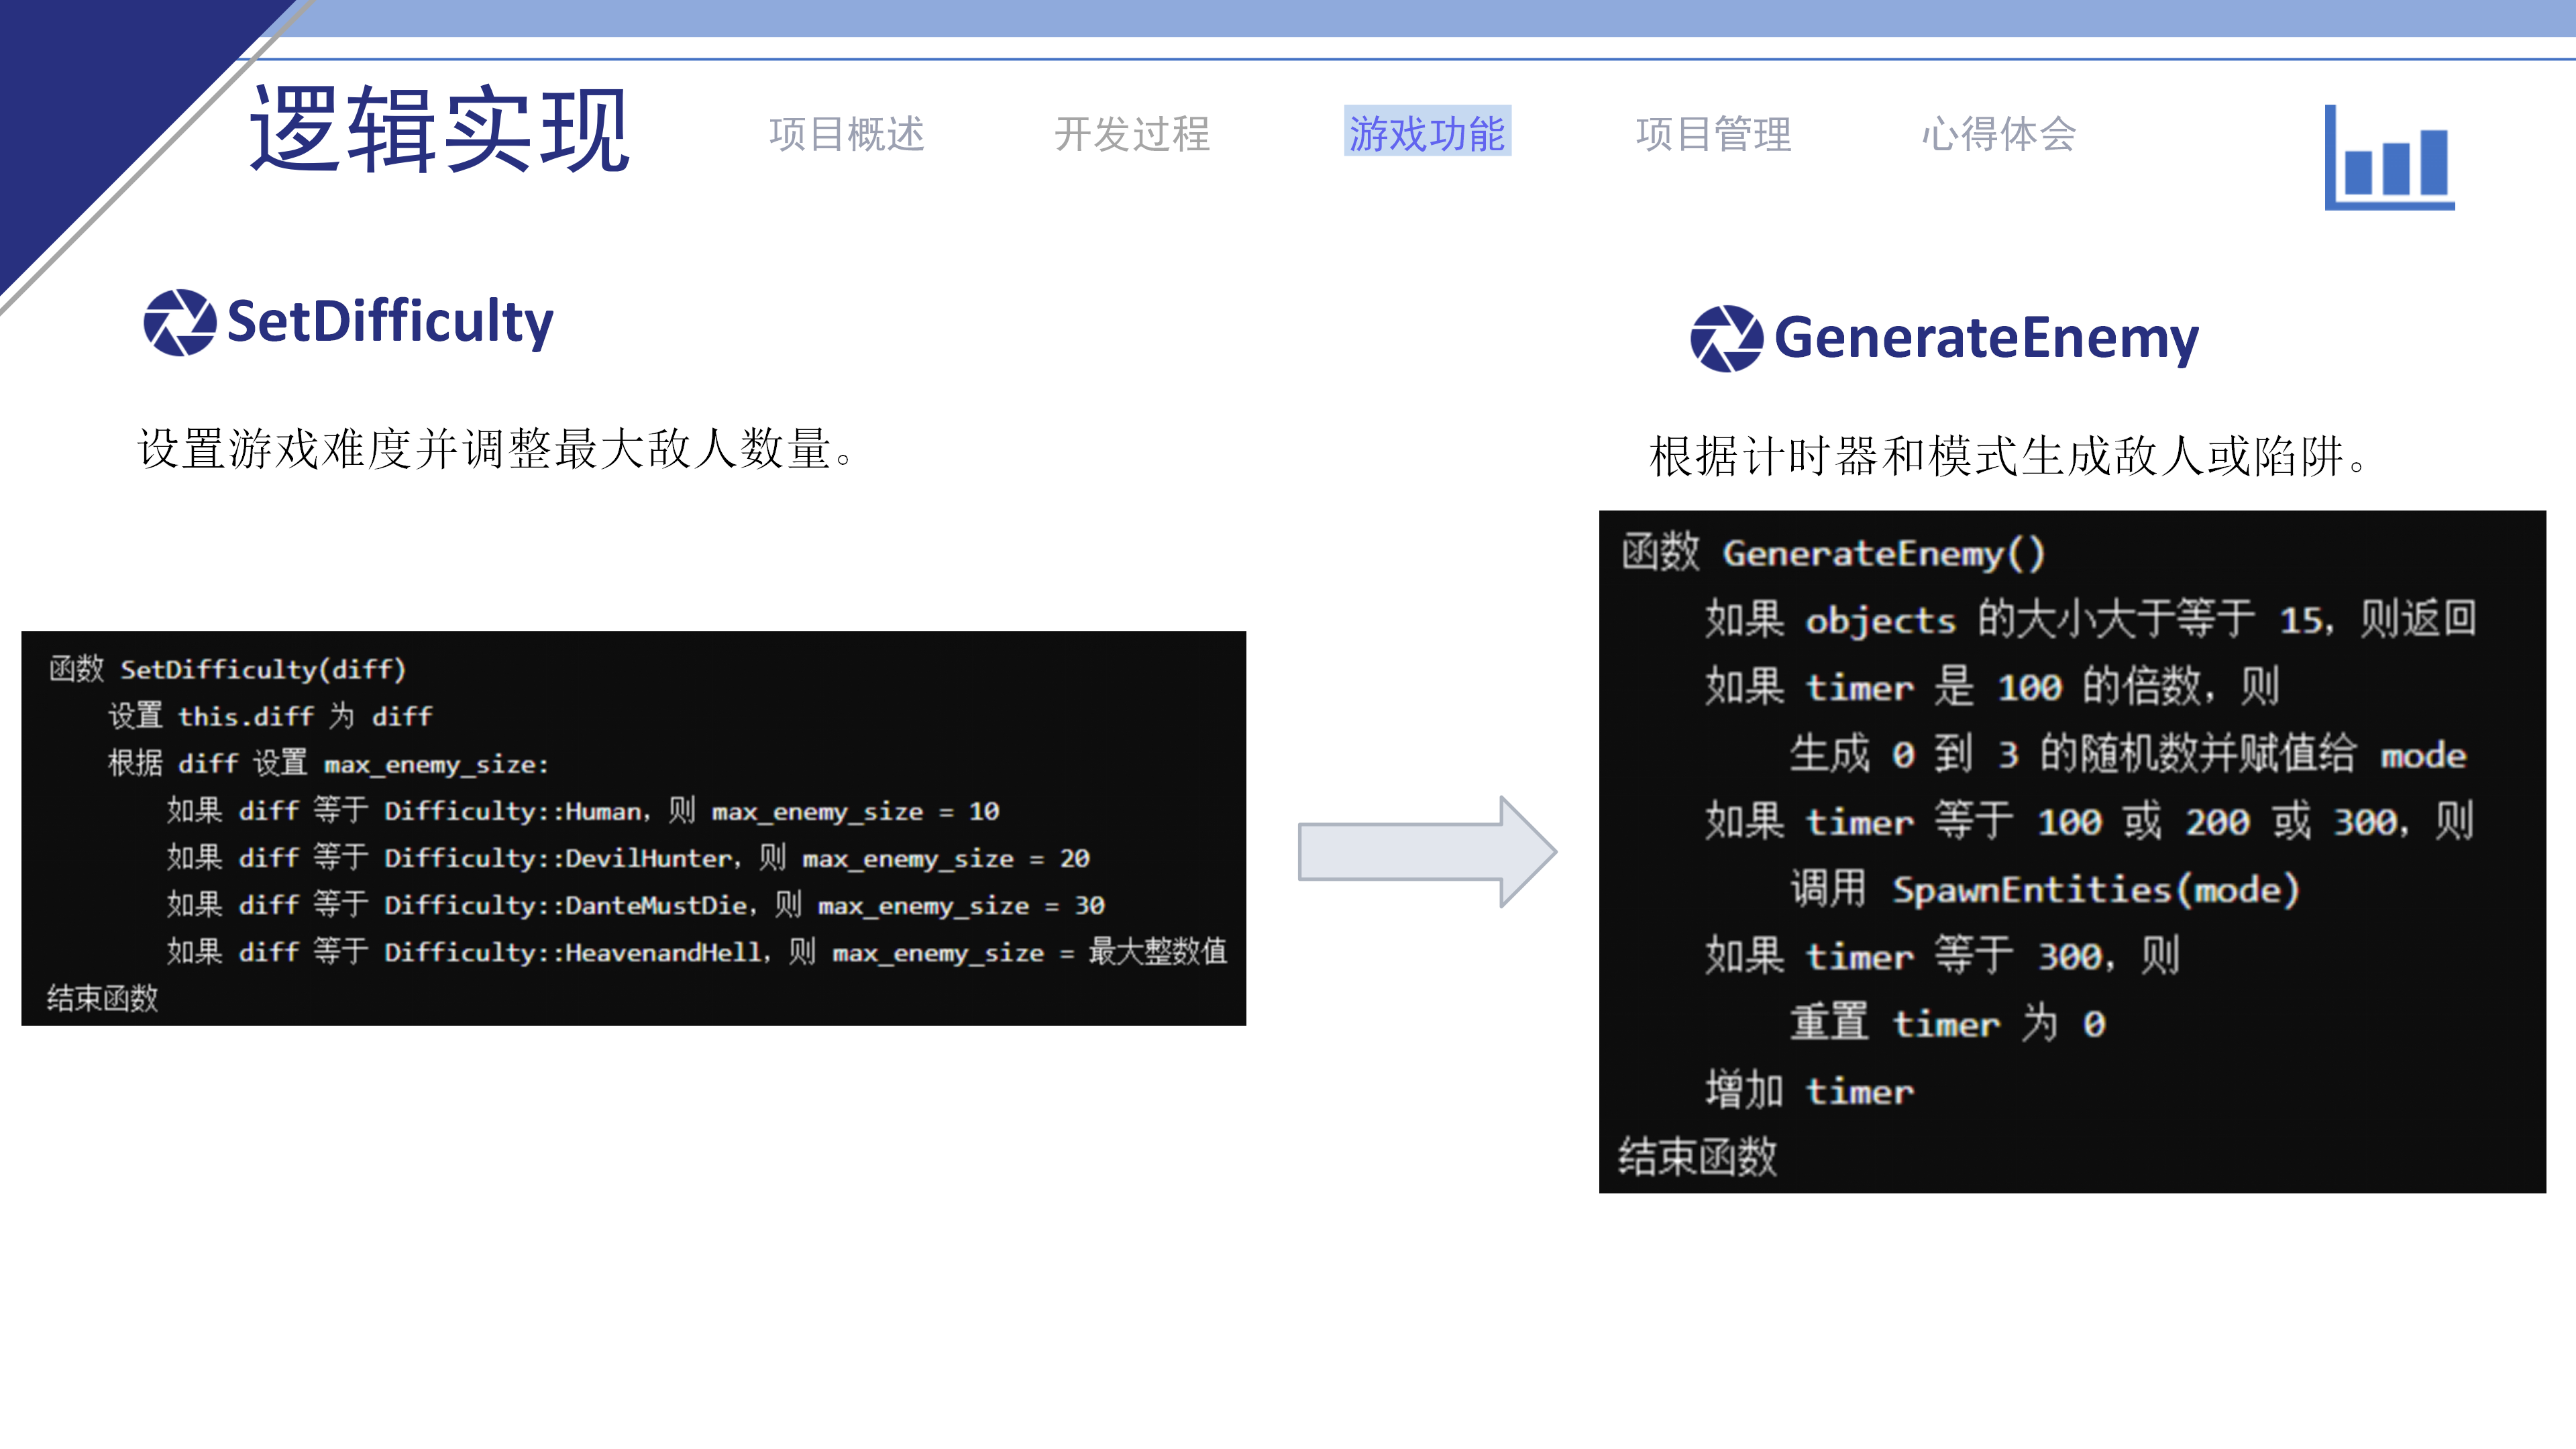 逻辑实现
项目概述
开发过程
游戏功能
项目管理
心得体会
SetDifficulty
设置游戏难度并调整最大敌人数量。
函数 SetDifficulty(diff)
设置 this.diff 为 diff
根据 diff 设置 max_enemy_size:
如果 diff 等于 Difficulty::Human，则 max_enemy_size = 10
如果 diff 等于 Difficulty::DevilHunter，则 max_enemy_size = 20
如果 diff 等于 Difficulty::DanteMustDie，则 max_enemy_size = 30
如果 diff 等于 Difficulty::HeavenandHell，则 max_enemy_size = 最大整数值
结束函数
GenerateEnemy
根据计时器和模式生成敌人或陷阱。
函数 GenerateEnemy()
如果 objects 的大小大于等于 15，则返回
如果 timer 是 100 的倍数，则
生成 0 到 3 的随机数并赋值给 mode
如果 timer 等于 100 或 200 或 300，则
调用 SpawnEntities(mode)
如果 timer 等于 300，则
重置 timer 为 0
增加 timer
结束函数